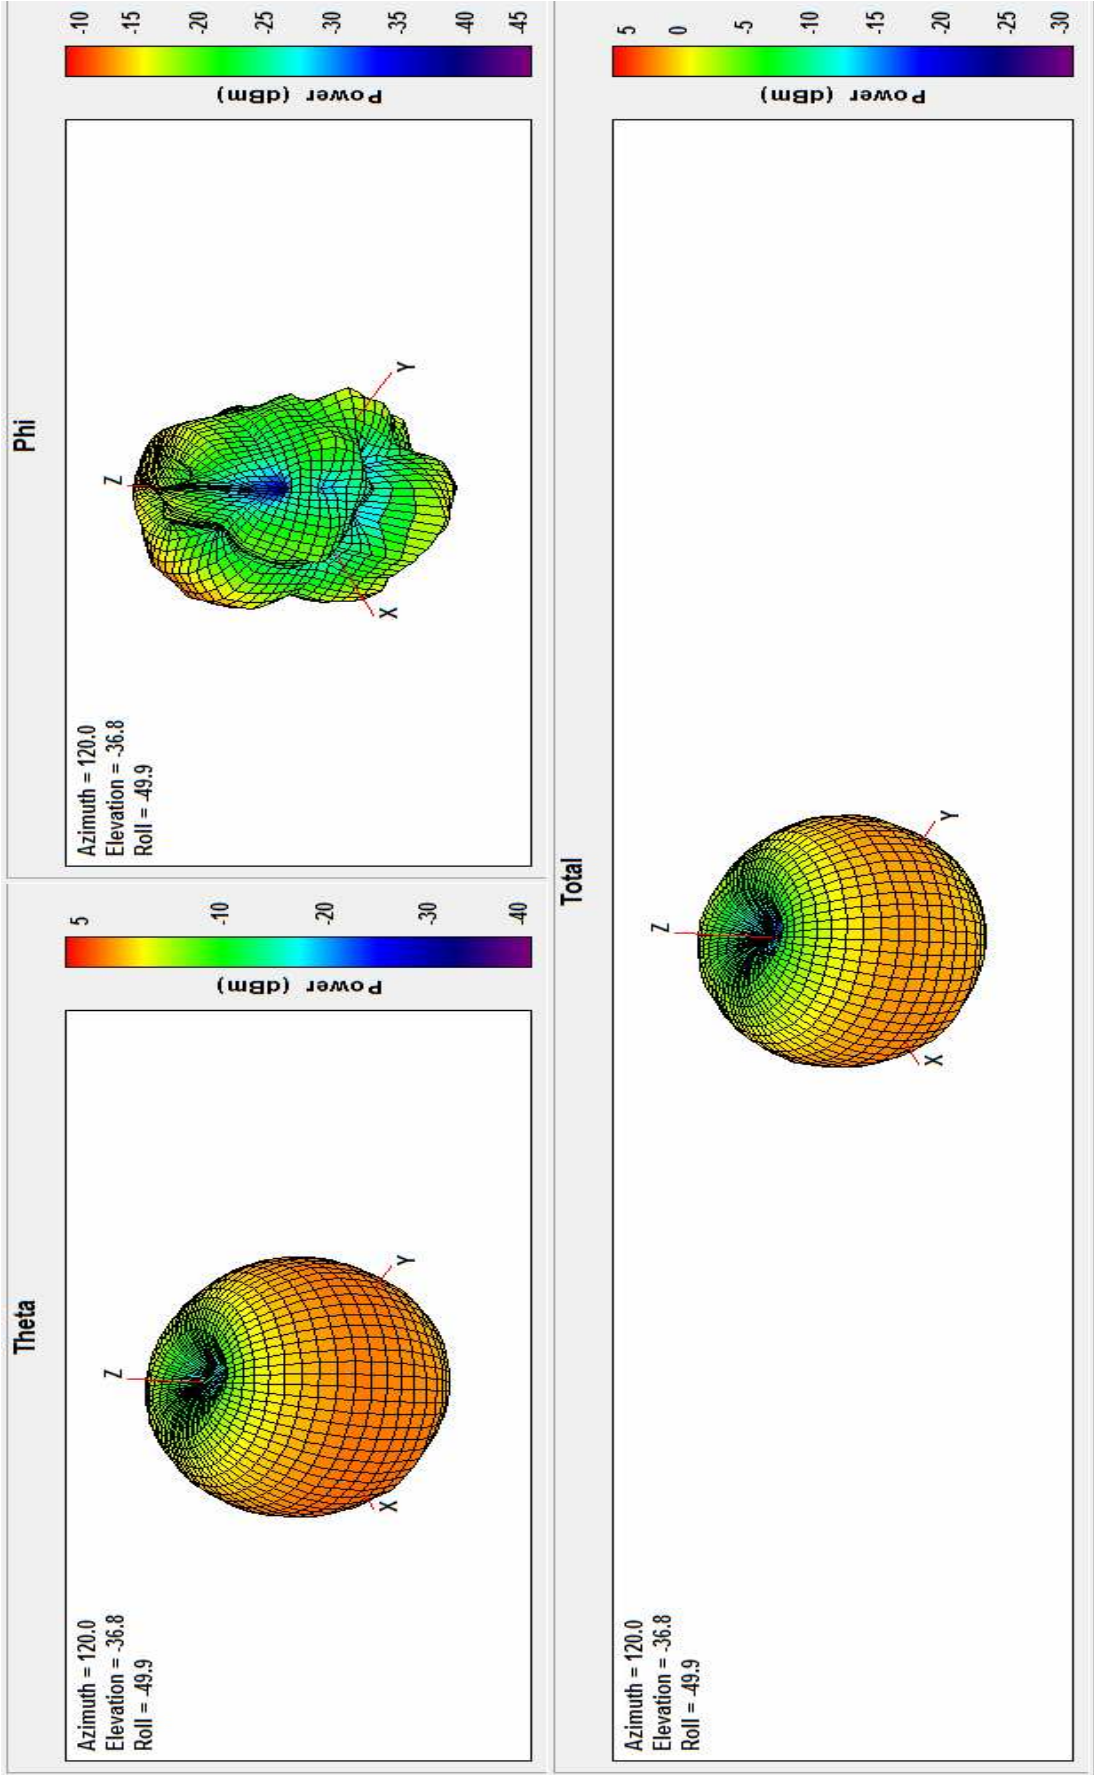 Theta
Azimuth = 120.0
Elevation = -36.8
Roll = -49.9
Z
X
Y
Power (dBm)
5
-10
-20
-30
-40
Phi
Azimuth = 120.0
Elevation = -36.8
Roll = -49.9
Z
X
Y
Power (dBm)
-10
-15
-20
-25
-30
-35
-40
-45
Total
Azimuth = 120.0
Elevation = -36.8
Roll = -49.9
Z
X
Y
Power (dBm)
5
0
-5
-10
-15
-20
-25
-30